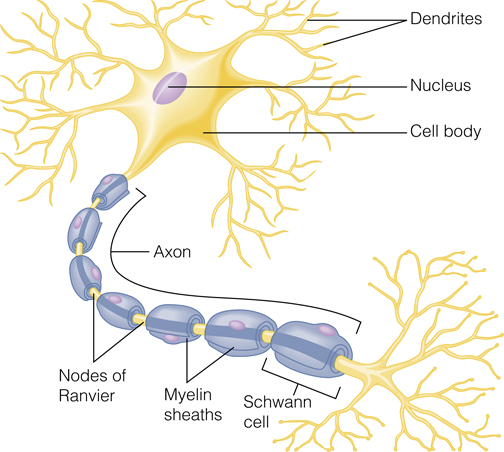 Dendrites
Nucleus
Cell body
Axon
Nodes of
Ranvier
Myelin
sheaths
Schwann
cell